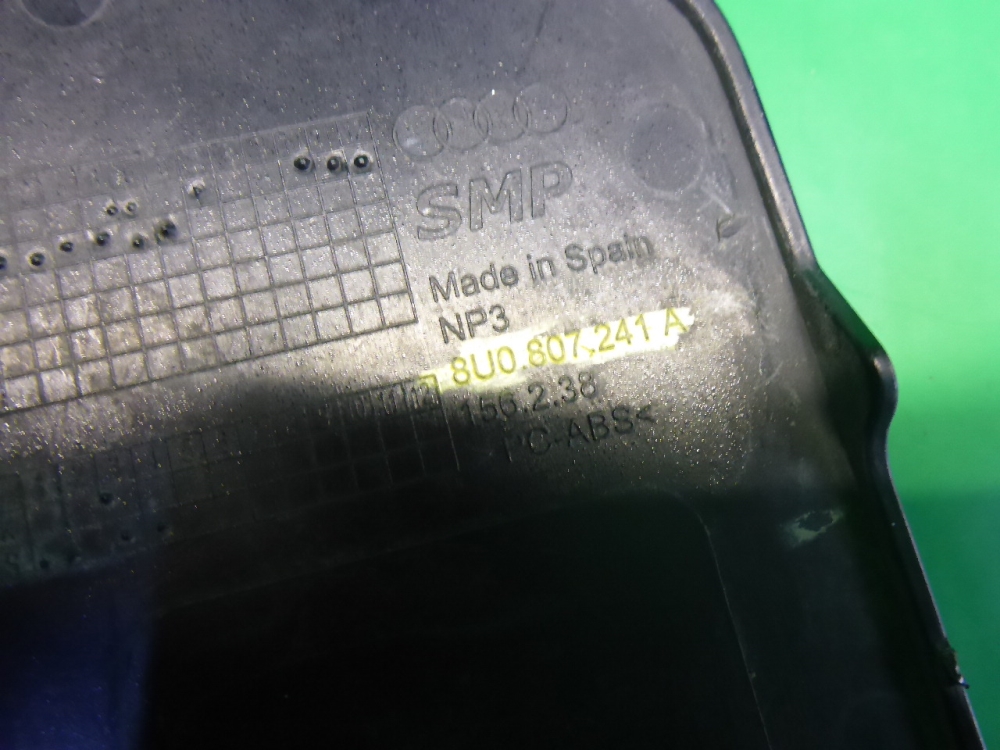 SMP
Made in Spain
NP3
8U0.807.241 A
156.2.38
PC-ABS<